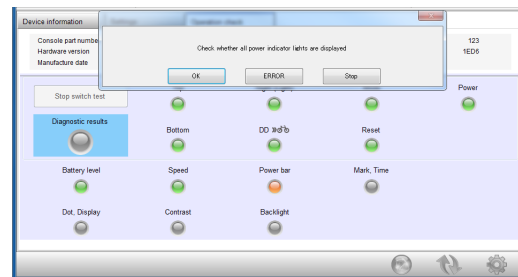 Device information
Console part numbe
Hardware version
Manufacture date
123
1ED6
Check whether all power indicator lights are displayed
OK
ERROR
Stop
Stop switch test
Power
Diagnostic results
Bottom
Reset
Battery level
Speed
Power bar
Mark, Time
Dot, Display
Contrast
Backlight